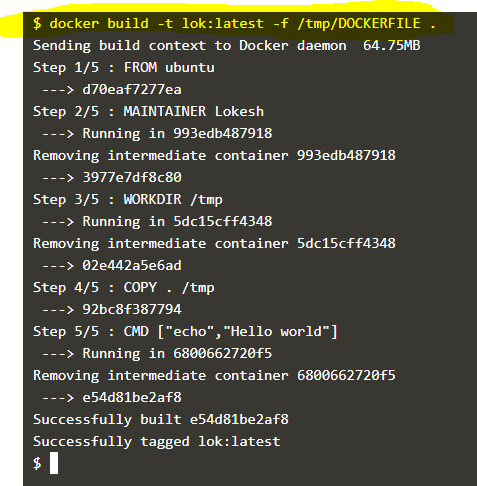 $ docker build -t lok:latest -f /tmp/DOCKERFILE .
Sending build context to Docker daemon  64.75MB
Step 1/5 : FROM ubuntu
 ---> d70eaf7277ea
Step 2/5 : MAINTAINER Lokesh
 ---> Running in 993edb487918
Removing intermediate container 993edb487918
 ---> 3977e7df8c80
Step 3/5 : WORKDIR /tmp
 ---> Running in 5dc15cff4348
Removing intermediate container 5dc15cff4348
 ---> 02e442a5e6ad
Step 4/5 : COPY . /tmp
 ---> 92bc8f387794
Step 5/5 : CMD ["echo","Hello world"]
 ---> Running in 6800662720f5
Removing intermediate container 6800662720f5
 ---> e54d81be2af8
Successfully built e54d81be2af8
Successfully tagged lok:latest
$